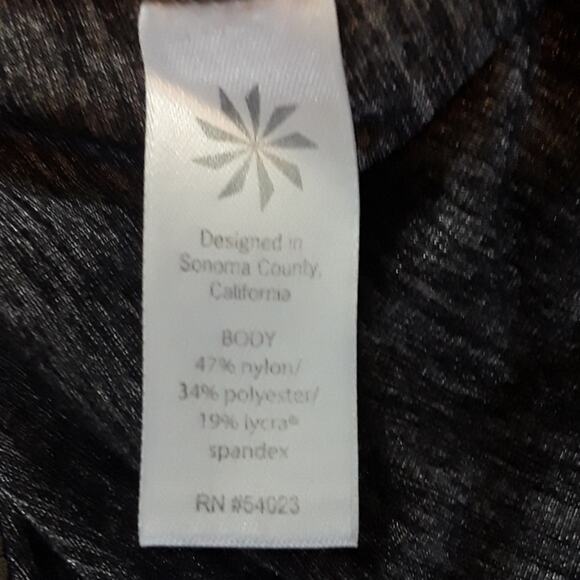 Designed in
Sonoma County,
California
BODY
47% nylon/
34% polyester/
19% lycra®
spandex
RN #54023